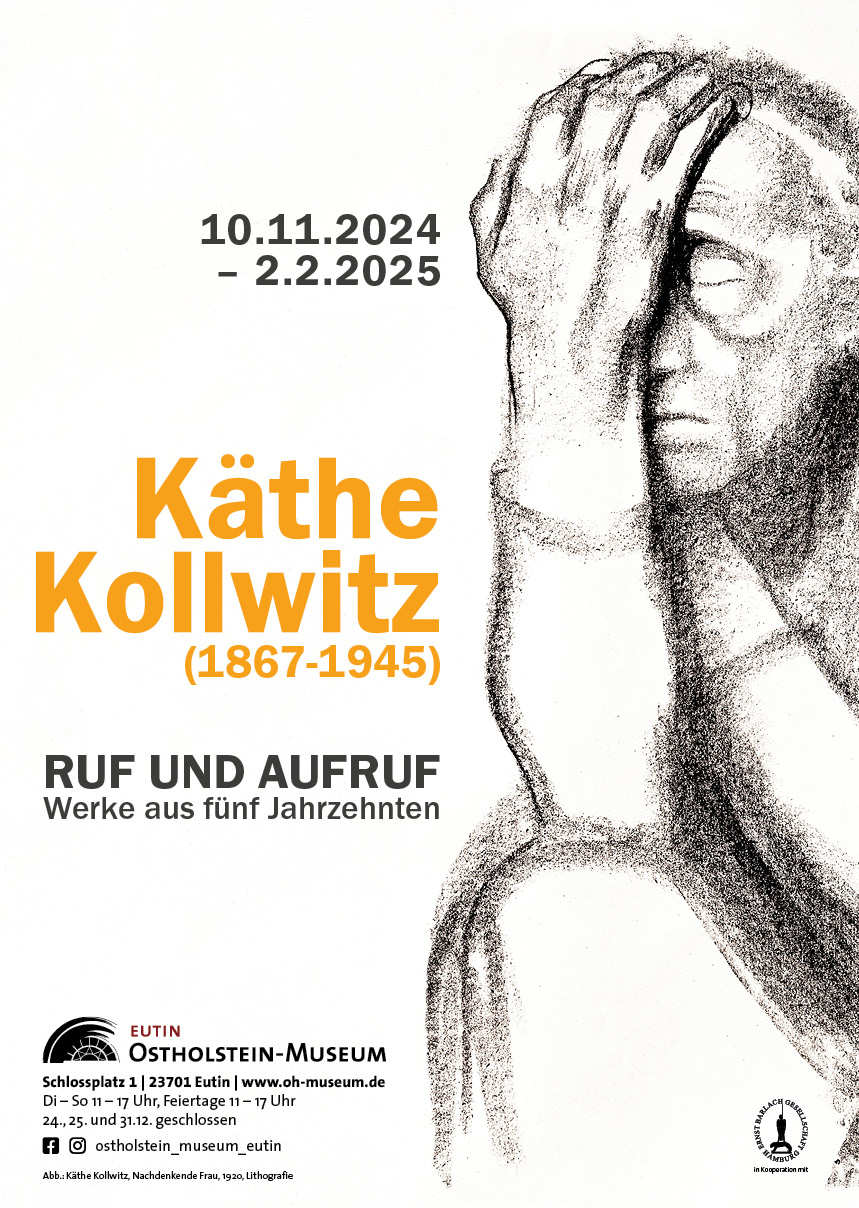 10.11.2024
– 2.2.2025
Käthe
Kollwitz
(1867-1945)
RUF UND AUFRUF
Werke aus fünf Jahrzehnten
EUTIN
OSTHOLSTEIN-MUSEUM
Schlossplatz 1 | 23701 Eutin | www.oh-museum.de
Di – So 11 – 17 Uhr, Feiertage 11 – 17 Uhr
24., 25. und 31.12. geschlossen
ostholstein_museum_eutin
Abb.: Käthe Kollwitz, Nachdenkende Frau, 1920, Lithografie
ERNST BARLACH GESELLSCHAFT HAMBURG
in Kooperation mit